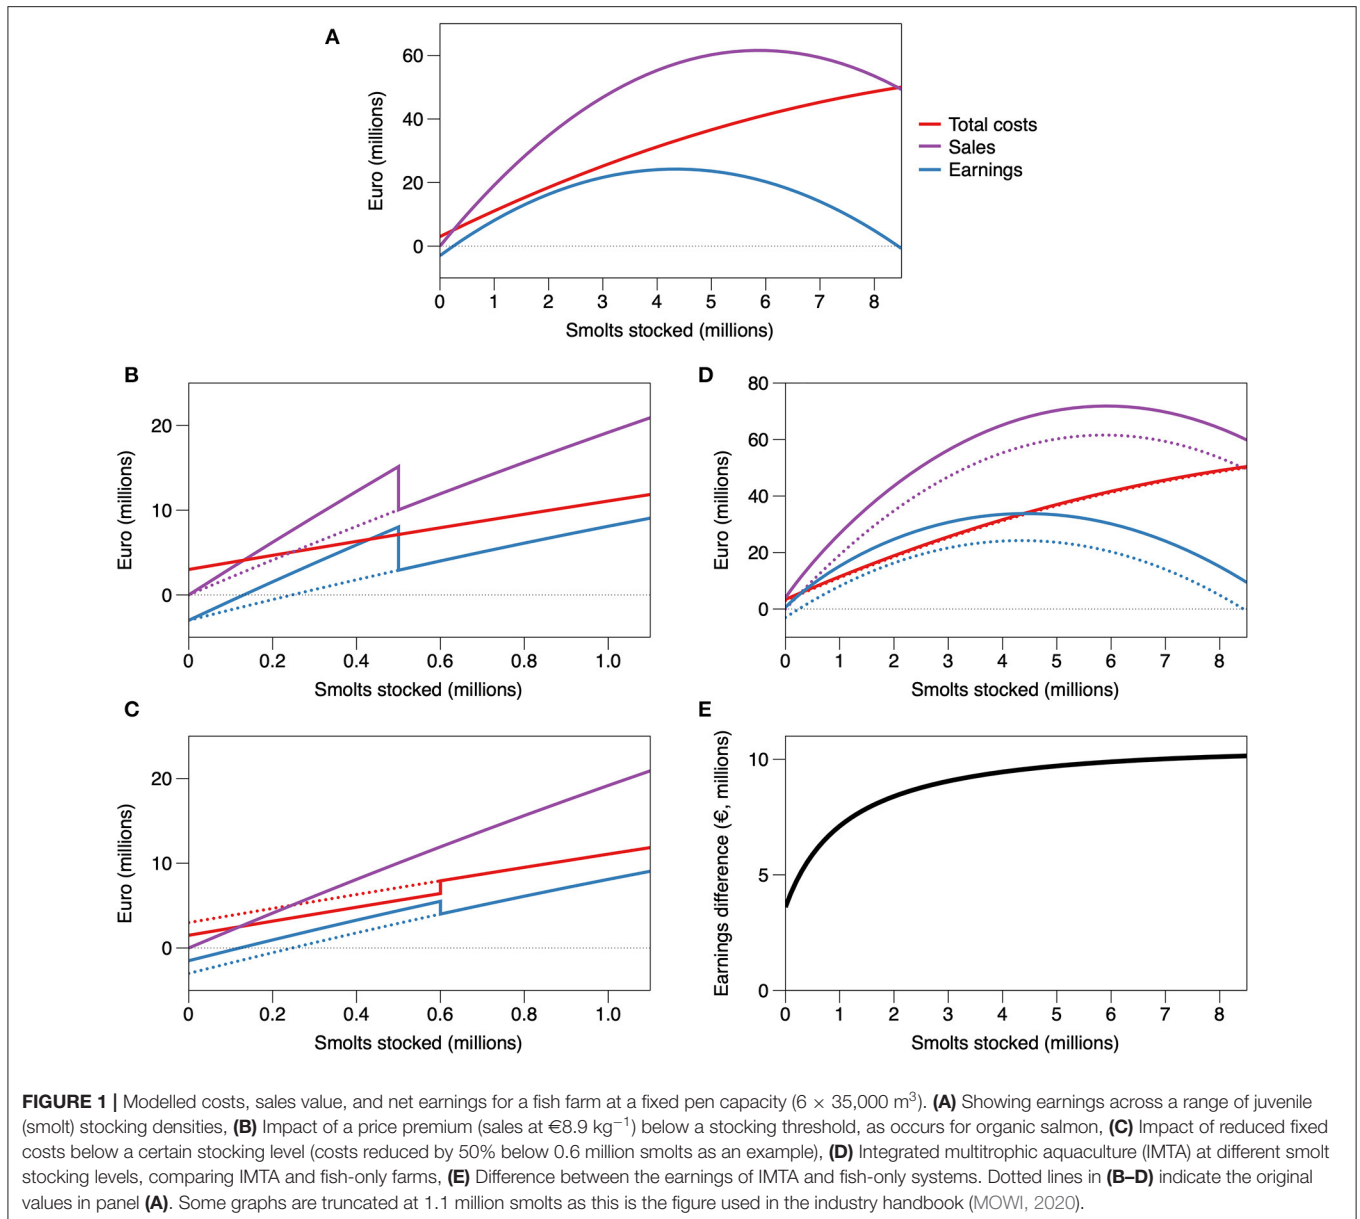 A
60
40
20
0
Euro (millions)
0 1 2 3 4 5 6 7 8
Smolts stocked (millions)
Total costs
Sales
Earnings
B
20
10
0
Euro (millions)
0 0.2 0.4 0.6 0.8 1.0
Smolts stocked (millions)
D
80
60
40
20
0
Euro (millions)
0 1 2 3 4 5 6 7 8
Smolts stocked (millions)
C
20
10
0
Euro (millions)
0 0.2 0.4 0.6 0.8 1.0
Smolts stocked (millions)
E
10
5
0
Earnings difference (€, millions)
0 1 2 3 4 5 6 7 8
Smolts stocked (millions)
FIGURE 1 | Modelled costs, sales value, and net earnings for a fish farm at a fixed pen capacity (6 × 35,000 m³). (A) Showing earnings across a range of juvenile
(smolt) stocking densities, (B) Impact of a price premium (sales at €8.9 kg⁻¹) below a stocking threshold, as occurs for organic salmon, (C) Impact of reduced fixed
costs below a certain stocking level (costs reduced by 50% below 0.6 million smolts as an example), (D) Integrated multitrophic aquaculture (IMTA) at different smolt
stocking levels, comparing IMTA and fish-only farms, (E) Difference between the earnings of IMTA and fish-only systems. Dotted lines in (B–D) indicate the original
values in panel (A). Some graphs are truncated at 1.1 million smolts as this is the figure used in the industry handbook (MOWI, 2020).